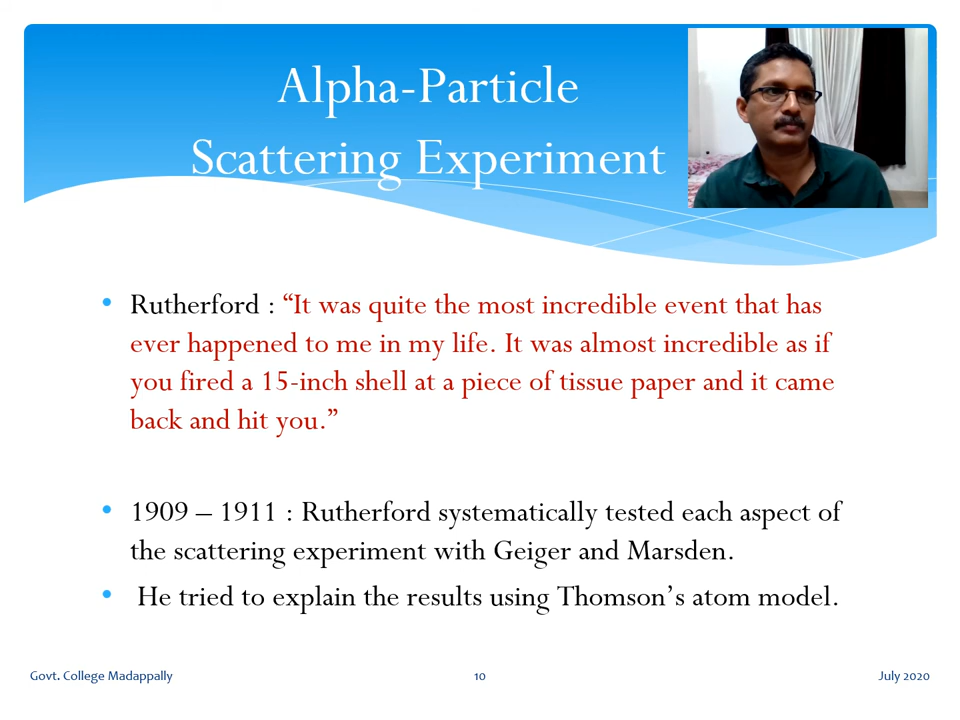 Alpha-Particle
Scattering Experiment
• Rutherford : “It was quite the most incredible event that has
ever happened to me in my life. It was almost incredible as if
you fired a 15-inch shell at a piece of tissue paper and it came
back and hit you.”
• 1909 – 1911 : Rutherford systematically tested each aspect of
the scattering experiment with Geiger and Marsden.
• He tried to explain the results using Thomson’s atom model.
Govt. College Madappally
10
July 2020